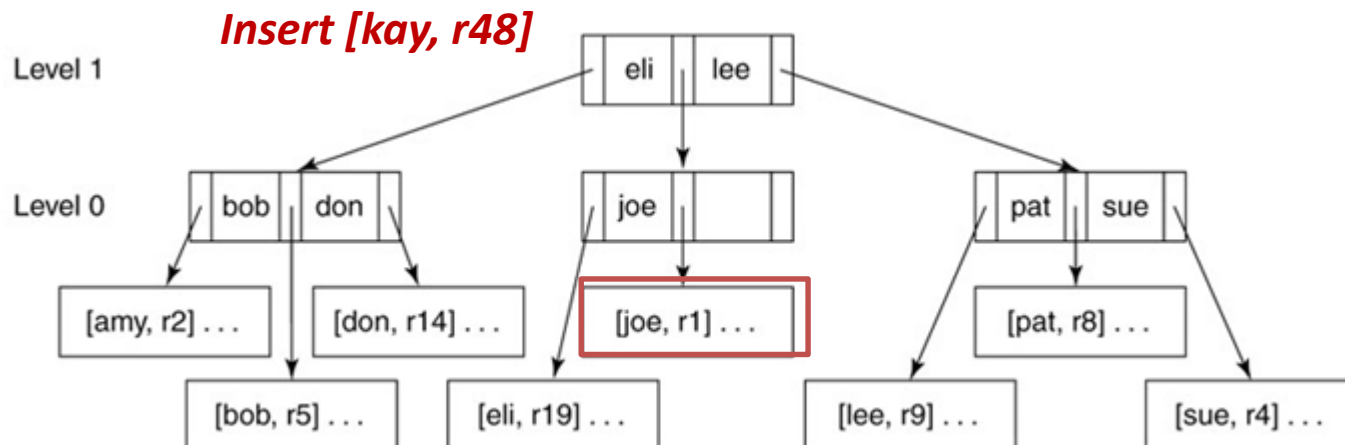 Insert [kay, r48]
Level 1
eli lee
Level 0
bob don
joe
pat sue
[amy, r2] . . .
[don, r14] . . .
[joe, r1] . . .
[pat, r8] . . .
[bob, r5] . . .
[eli, r19] . . .
[lee, r9] . . .
[sue, r4] . . .